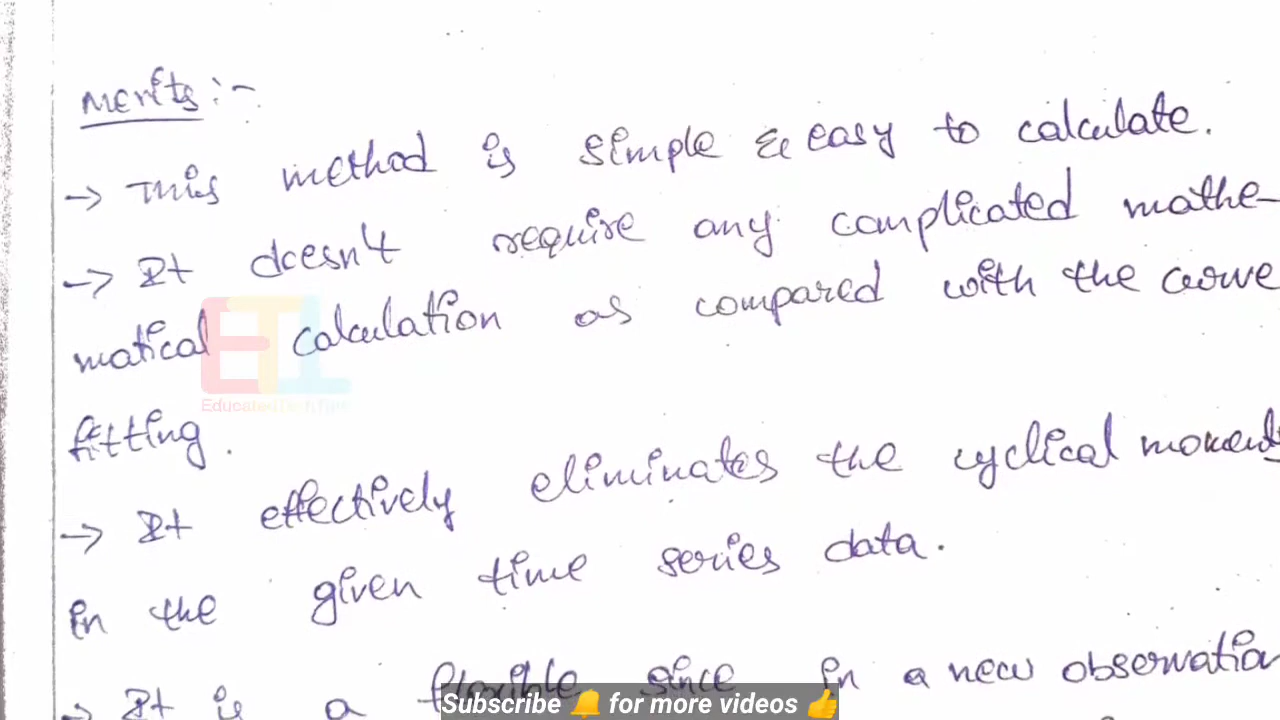 Merits :-
→ This method is simple & easy to calculate.
→ It doesn't require any complicated mathe-
matical calculation as compared with the curve
fitting.
→ It effectively eliminates the cyclical moments
in the given time series data.
→ It is a flexible since in a new observation
EducatedTechTips
Subscribe 🔔 for more videos 👍